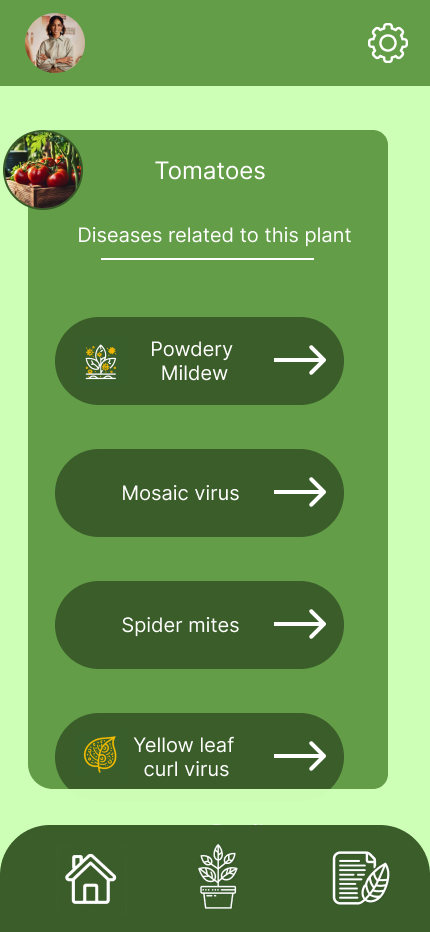 Tomatoes
Diseases related to this plant
Powdery
Mildew
Mosaic virus
Spider mites
Yellow leaf
curl virus